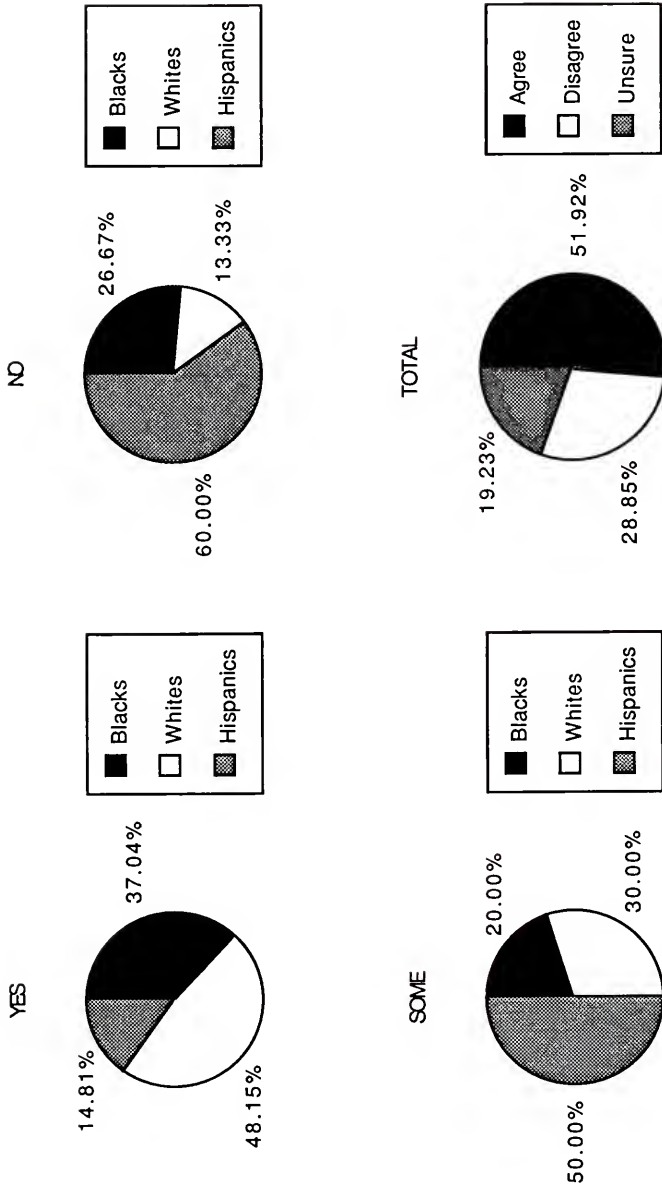 YES
14.81%
37.04%
48.15%
Blacks
Whites
Hispanics
NO
26.67%
13.33%
60.00%
Blacks
Whites
Hispanics
SOME
20.00%
30.00%
50.00%
Blacks
Whites
Hispanics
TOTAL
19.23%
51.92%
28.85%
Agree
Disagree
Unsure